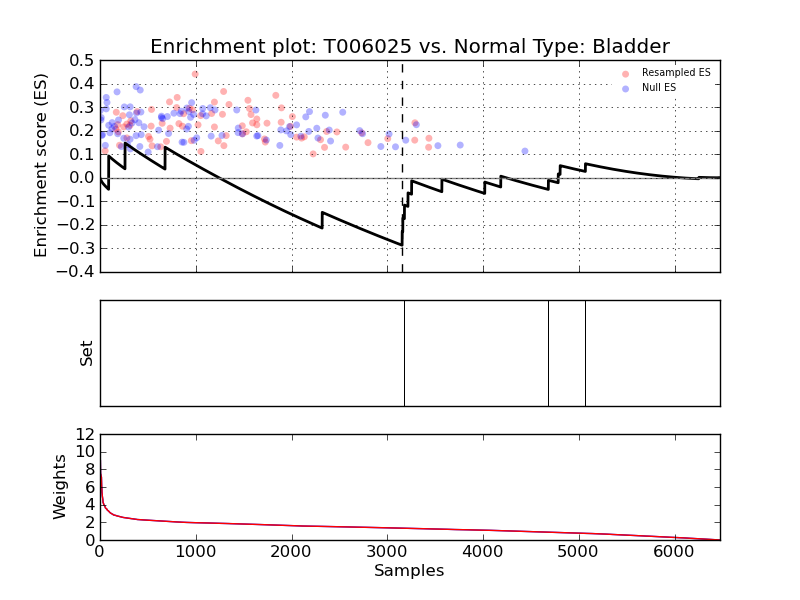 Enrichment plot: T006025 vs. Normal Type: Bladder
Enrichment score (ES)
0.5
0.4
0.3
0.2
0.1
0.0
−0.1
−0.2
−0.3
−0.4
Resampled ES
Null ES
Set
Weights
12
10
8
6
4
2
0
0 1000 2000 3000 4000 5000 6000
Samples